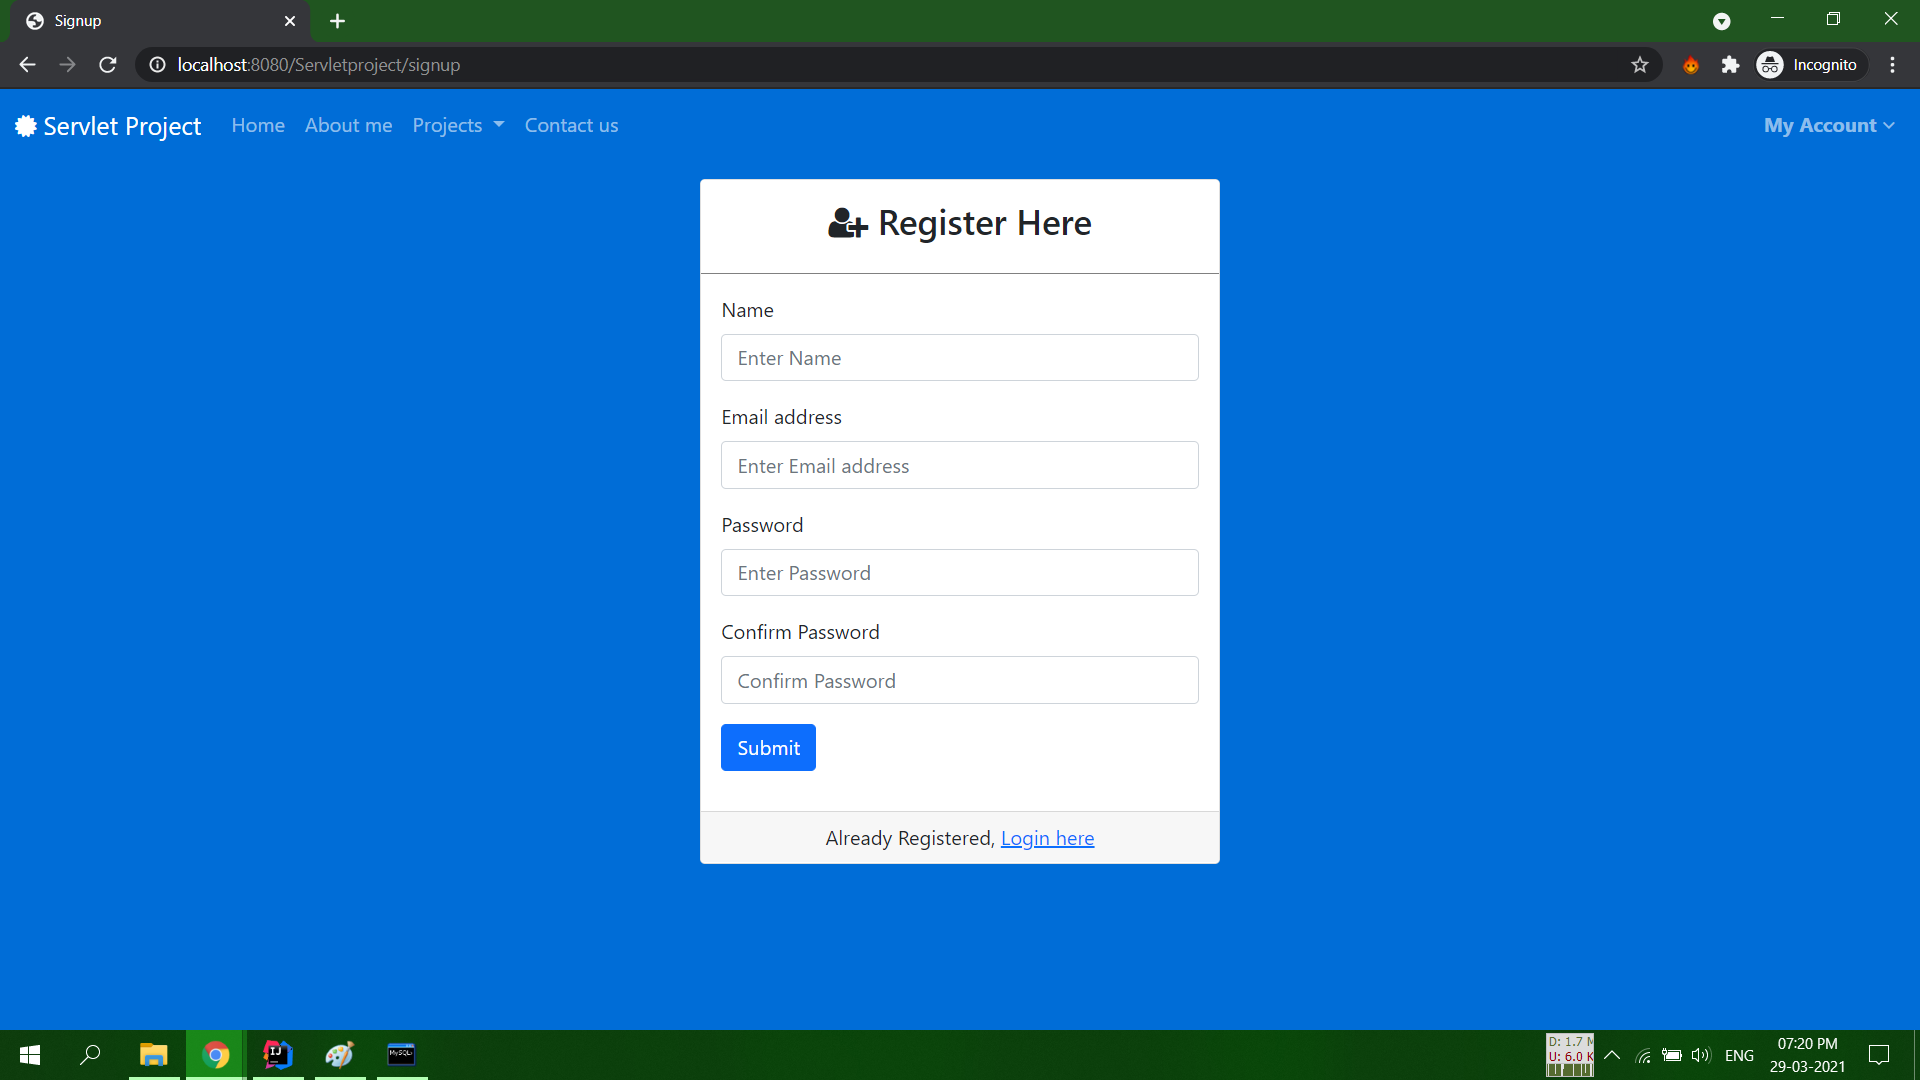 Signup
localhost:8080/Servletproject/signup
Incognito
Servlet Project Home About me Projects Contact us My Account
Register Here
Name
Enter Name
Email address
Enter Email address
Password
Enter Password
Confirm Password
Confirm Password
Submit
Already Registered, Login here
IJ
MySQL
D: 1.7 M
U: 6.0 K
ENG
07:20 PM
29-03-2021